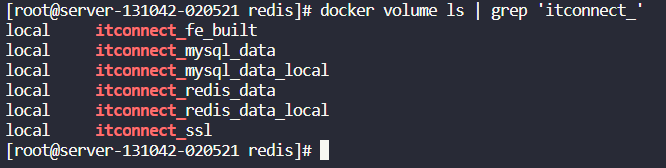 [root@server-131042-020521 redis]# docker volume ls | grep 'itconnect_'
local     itconnect_fe_built
local     itconnect_mysql_data
local     itconnect_mysql_data_local
local     itconnect_redis_data
local     itconnect_redis_data_local
local     itconnect_ssl
[root@server-131042-020521 redis]#